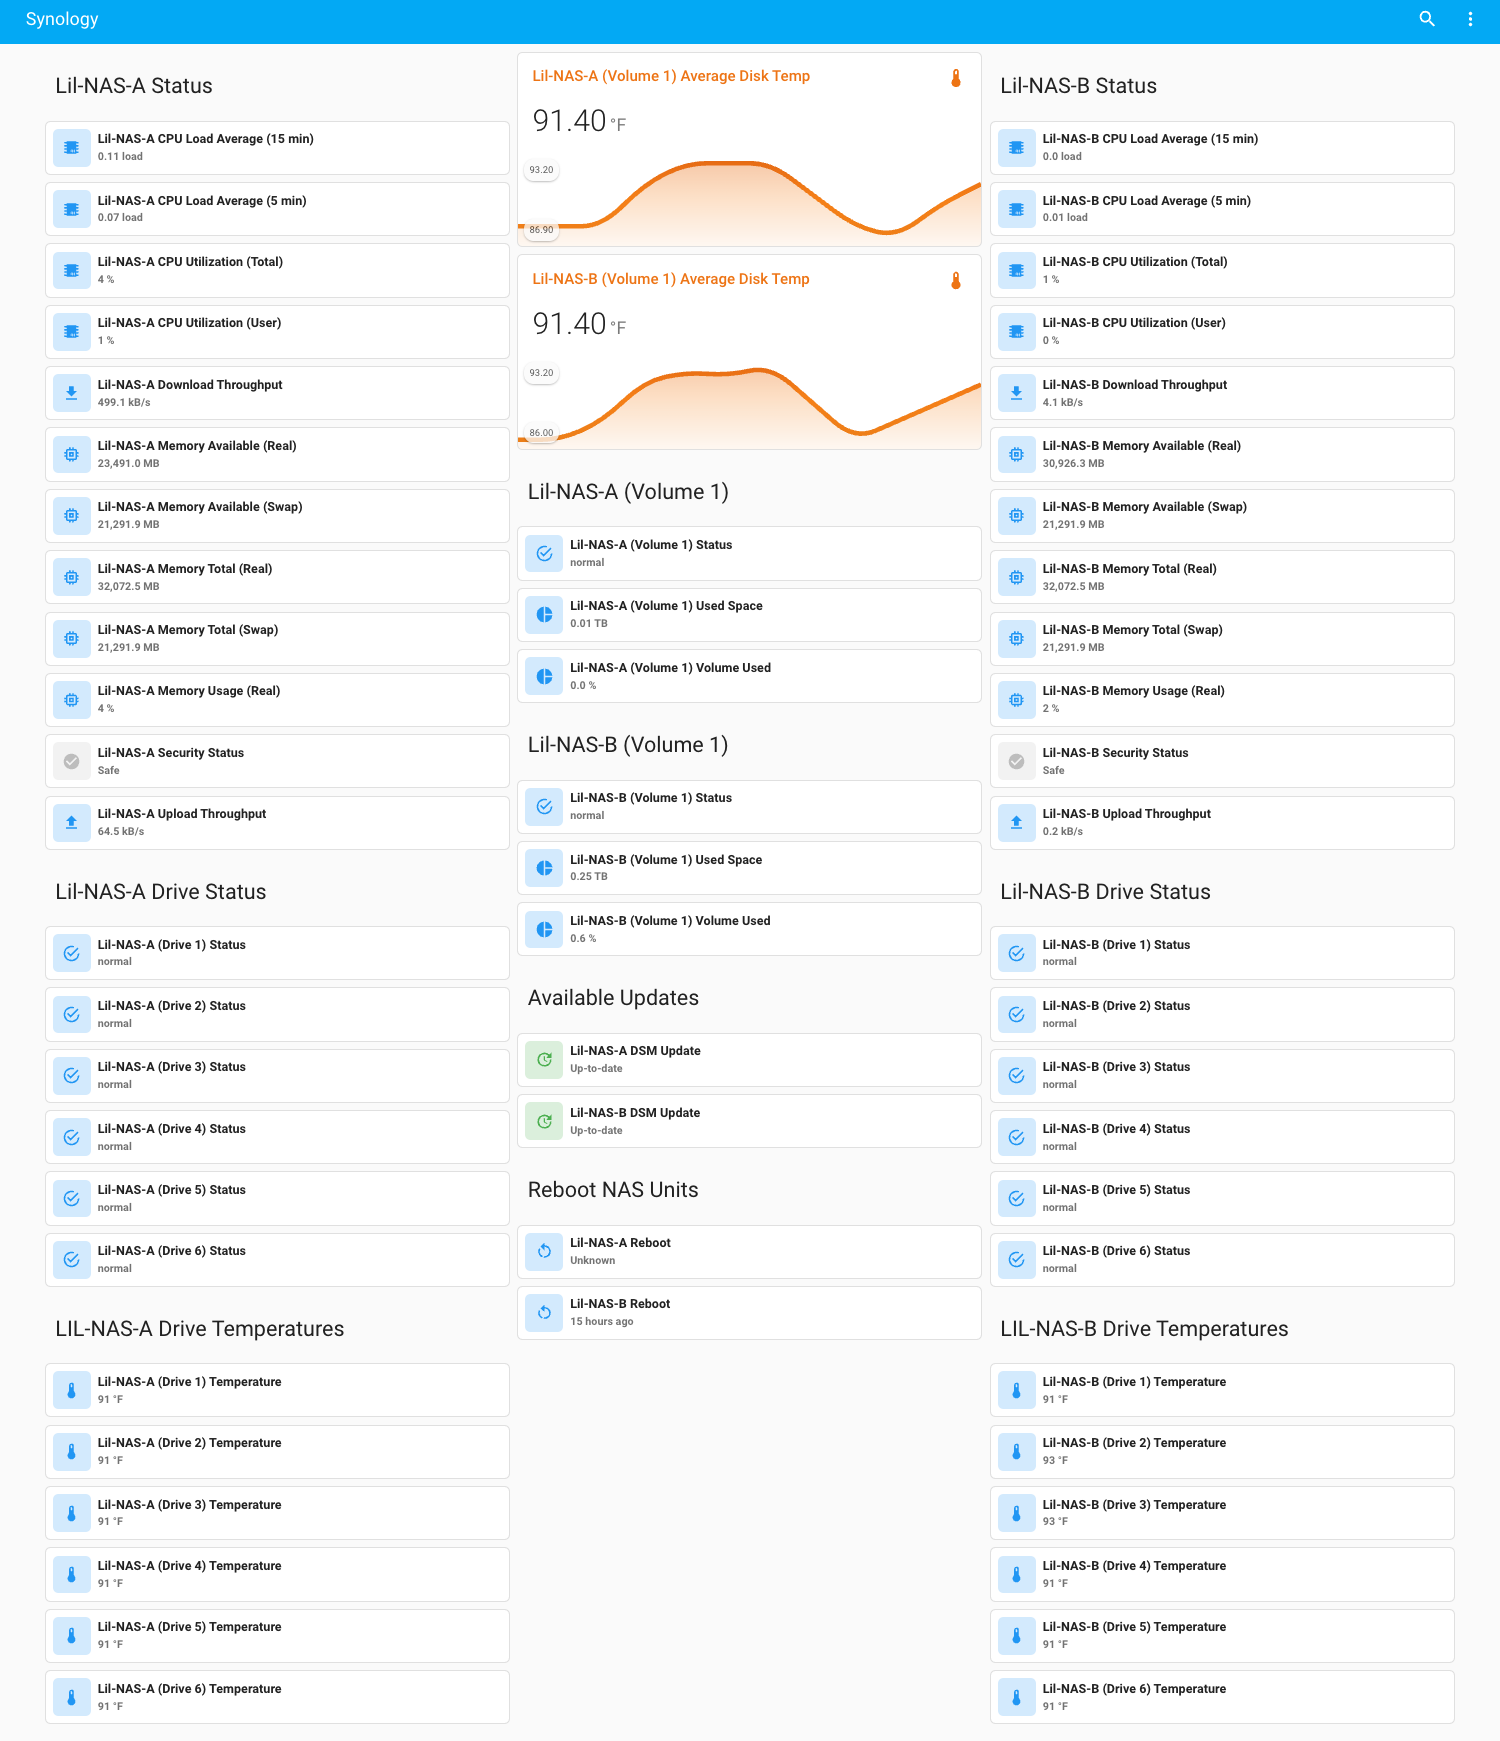 Synology
Lil-NAS-A Status
Lil-NAS-A CPU Load Average (15 min)
0.11 load
Lil-NAS-A CPU Load Average (5 min)
0.07 load
Lil-NAS-A CPU Utilization (Total)
4 %
Lil-NAS-A CPU Utilization (User)
1 %
Lil-NAS-A Download Throughput
499.1 kB/s
Lil-NAS-A Memory Available (Real)
23,491.0 MB
Lil-NAS-A Memory Available (Swap)
21,291.9 MB
Lil-NAS-A Memory Total (Real)
32,072.5 MB
Lil-NAS-A Memory Total (Swap)
21,291.9 MB
Lil-NAS-A Memory Usage (Real)
4 %
Lil-NAS-A Security Status
Safe
Lil-NAS-A Upload Throughput
64.5 kB/s
Lil-NAS-A Drive Status
Lil-NAS-A (Drive 1) Status
normal
Lil-NAS-A (Drive 2) Status
normal
Lil-NAS-A (Drive 3) Status
normal
Lil-NAS-A (Drive 4) Status
normal
Lil-NAS-A (Drive 5) Status
normal
Lil-NAS-A (Drive 6) Status
normal
LIL-NAS-A Drive Temperatures
Lil-NAS-A (Drive 1) Temperature
91 °F
Lil-NAS-A (Drive 2) Temperature
91 °F
Lil-NAS-A (Drive 3) Temperature
91 °F
Lil-NAS-A (Drive 4) Temperature
91 °F
Lil-NAS-A (Drive 5) Temperature
91 °F
Lil-NAS-A (Drive 6) Temperature
91 °F
Lil-NAS-A (Volume 1) Average Disk Temp
91.40 °F
93.20
86.90
Lil-NAS-B (Volume 1) Average Disk Temp
91.40 °F
93.20
86.00
Lil-NAS-A (Volume 1)
Lil-NAS-A (Volume 1) Status
normal
Lil-NAS-A (Volume 1) Used Space
0.01 TB
Lil-NAS-A (Volume 1) Volume Used
0.0 %
Lil-NAS-B (Volume 1)
Lil-NAS-B (Volume 1) Status
normal
Lil-NAS-B (Volume 1) Used Space
0.25 TB
Lil-NAS-B (Volume 1) Volume Used
0.6 %
Available Updates
Lil-NAS-A DSM Update
Up-to-date
Lil-NAS-B DSM Update
Up-to-date
Reboot NAS Units
Lil-NAS-A Reboot
Unknown
Lil-NAS-B Reboot
15 hours ago
Lil-NAS-B Status
Lil-NAS-B CPU Load Average (15 min)
0.0 load
Lil-NAS-B CPU Load Average (5 min)
0.01 load
Lil-NAS-B CPU Utilization (Total)
1 %
Lil-NAS-B CPU Utilization (User)
0 %
Lil-NAS-B Download Throughput
4.1 kB/s
Lil-NAS-B Memory Available (Real)
30,926.3 MB
Lil-NAS-B Memory Available (Swap)
21,291.9 MB
Lil-NAS-B Memory Total (Real)
32,072.5 MB
Lil-NAS-B Memory Total (Swap)
21,291.9 MB
Lil-NAS-B Memory Usage (Real)
2 %
Lil-NAS-B Security Status
Safe
Lil-NAS-B Upload Throughput
0.2 kB/s
Lil-NAS-B Drive Status
Lil-NAS-B (Drive 1) Status
normal
Lil-NAS-B (Drive 2) Status
normal
Lil-NAS-B (Drive 3) Status
normal
Lil-NAS-B (Drive 4) Status
normal
Lil-NAS-B (Drive 5) Status
normal
Lil-NAS-B (Drive 6) Status
normal
LIL-NAS-B Drive Temperatures
Lil-NAS-B (Drive 1) Temperature
91 °F
Lil-NAS-B (Drive 2) Temperature
93 °F
Lil-NAS-B (Drive 3) Temperature
93 °F
Lil-NAS-B (Drive 4) Temperature
91 °F
Lil-NAS-B (Drive 5) Temperature
91 °F
Lil-NAS-B (Drive 6) Temperature
91 °F